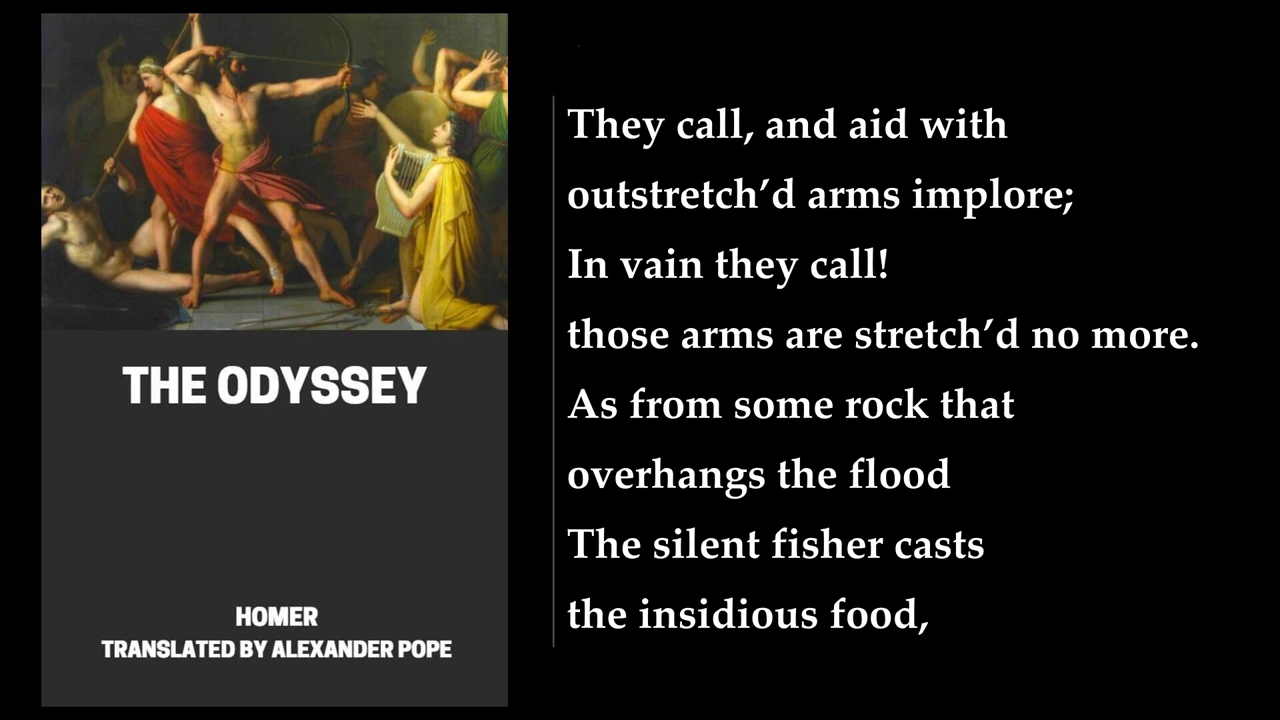 THE ODYSSEY
HOMER
TRANSLATED BY ALEXANDER POPE
They call, and aid with
outstretch’d arms implore;
In vain they call!
those arms are stretch’d no more.
As from some rock that
overhangs the flood
The silent fisher casts
the insidious food,